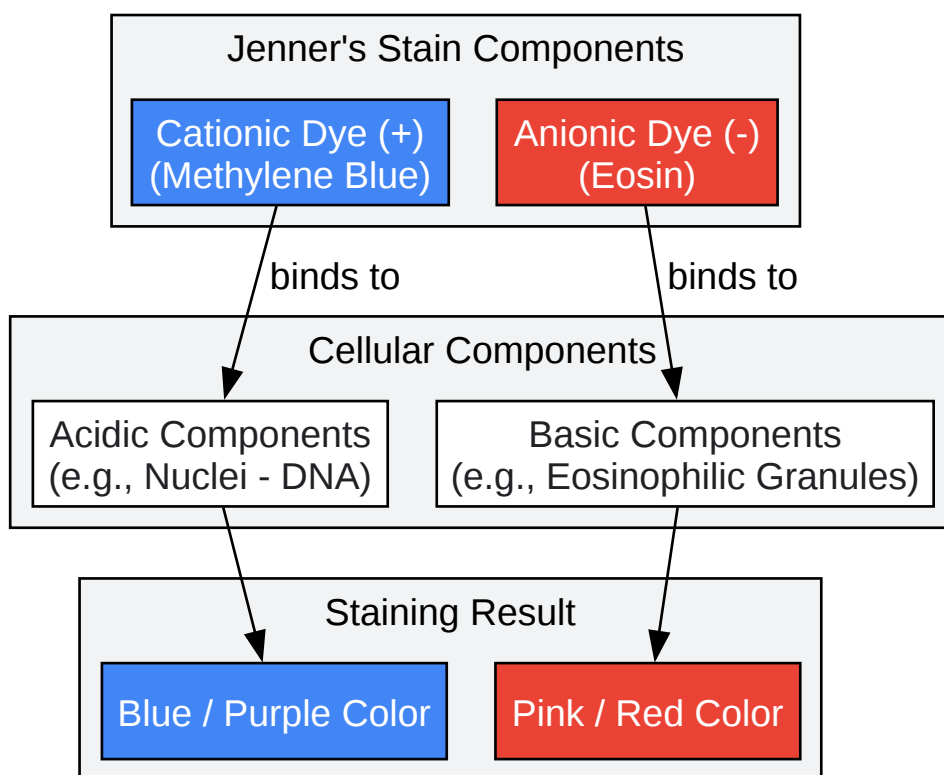 Jenner's Stain Components
Cationic Dye (+)
(Methylene Blue)
Anionic Dye (-)
(Eosin)
binds to
binds to
Cellular Components
Acidic Components
(e.g., Nuclei - DNA)
Basic Components
(e.g., Eosinophilic Granules)
Staining Result
Blue / Purple Color
Pink / Red Color